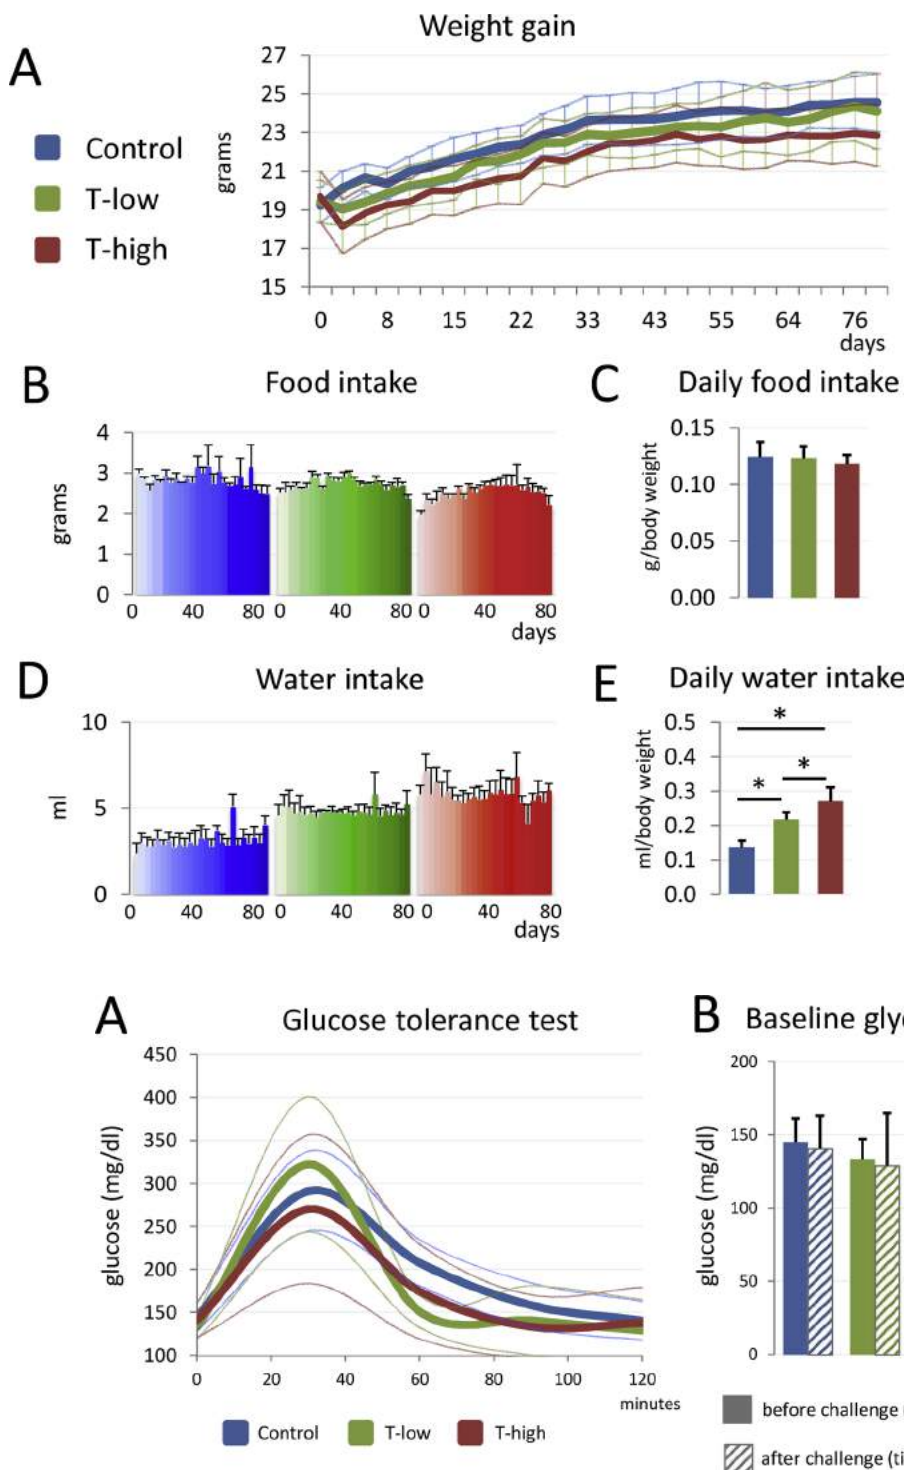 Weight gain
A
27
25
23
21
19
17
15
grams
Control
T-low
T-high
0 8 15 22 33 43 55 64 76
days
B
Food intake
4
3
2
1
0
grams
0 40 80 0 40 80 0 40 80
days
C
Daily food intake
0.15
0.10
0.05
0.00
g/body weight
D
Water intake
10
5
0
ml
0 40 80 0 40 80 0 40 80
days
E
Daily water intake
0.5
0.4
0.3
0.2
0.1
0.0
ml/body weight
*
*
*
A
Glucose tolerance test
450
400
350
300
250
200
150
100
glucose (mg/dl)
0 20 40 60 80 100 120
minutes
Control T-low T-high
B
Baseline gly
200
150
100
50
0
glucose (mg/dl)
before challenge
after challenge (ti